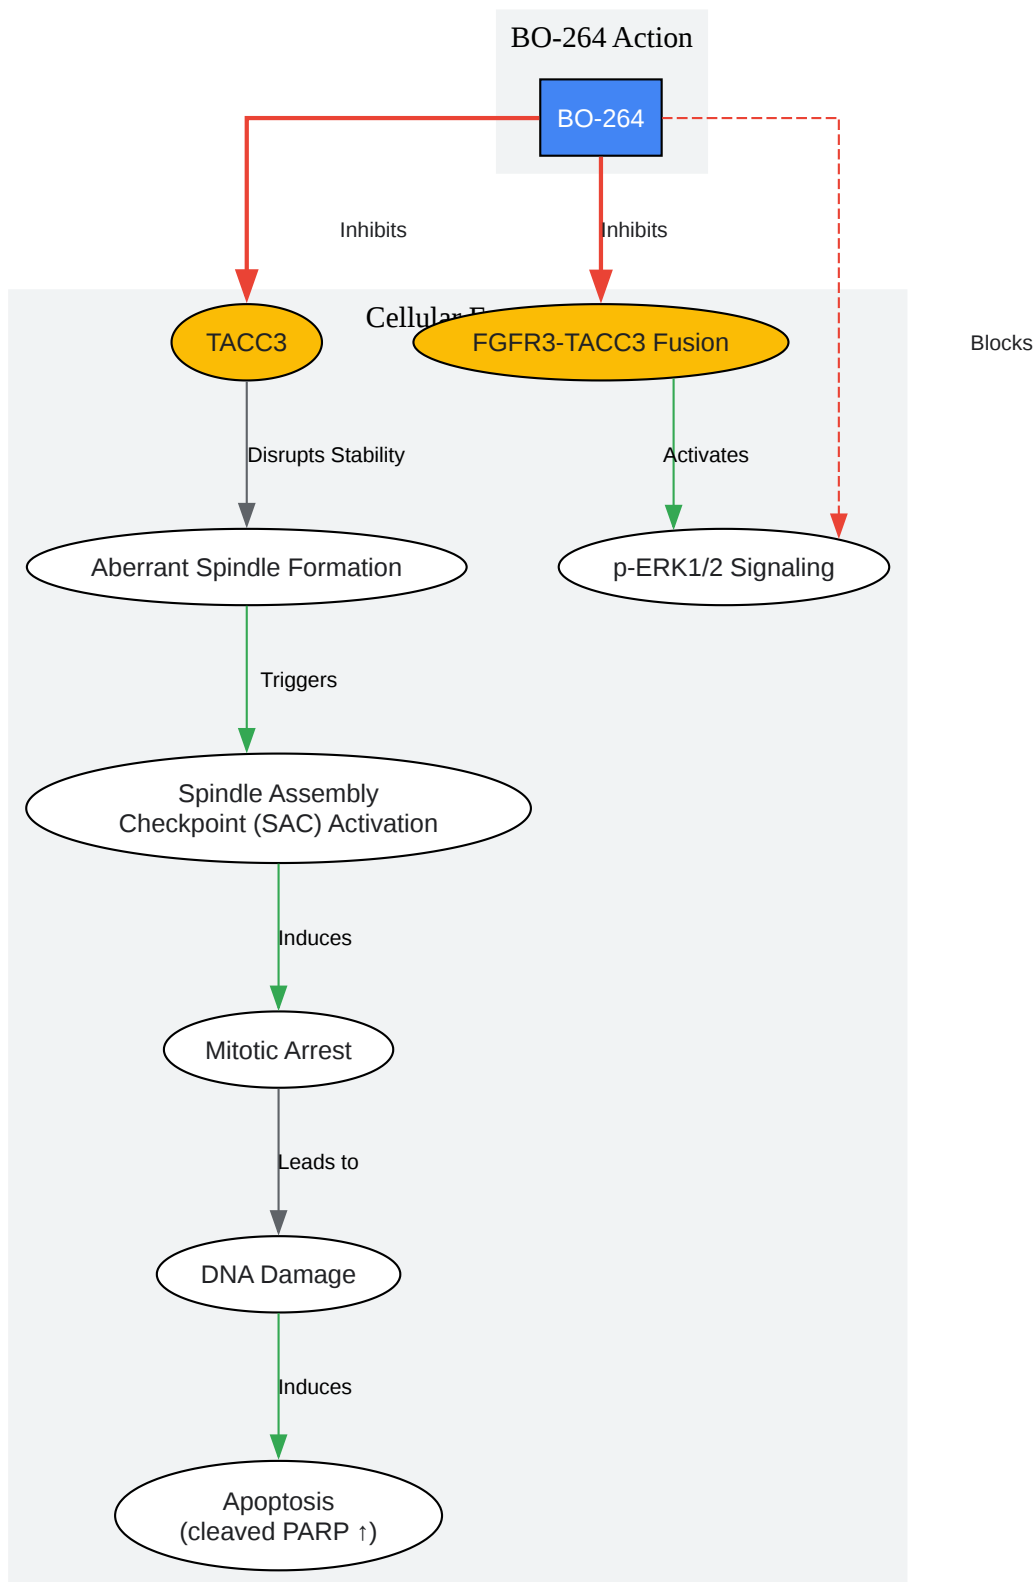 BO-264 Action
BO-264
Inhibits
Inhibits
Cellular
TACC3
FGFR3-TACC3 Fusion
Blocks
Disrupts Stability
Activates
Aberrant Spindle Formation
p-ERK1/2 Signaling
Triggers
Spindle Assembly
Checkpoint (SAC) Activation
Induces
Mitotic Arrest
Leads to
DNA Damage
Induces
Apoptosis
(cleaved PARP ↑)